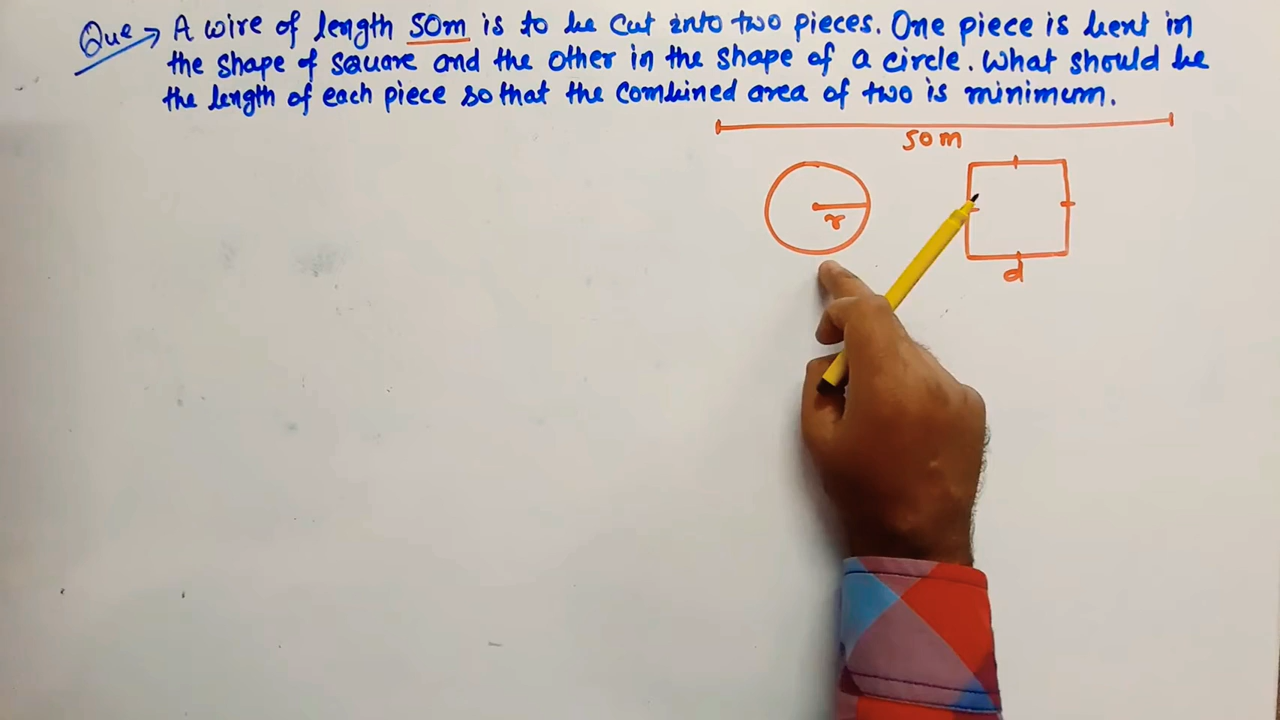 Que → A wire of length 50m is to be cut into two pieces. One piece is bent in
the shape of square and the other in the shape of a circle. What should be
the length of each piece so that the combined area of two is minimum.
50m
r
d